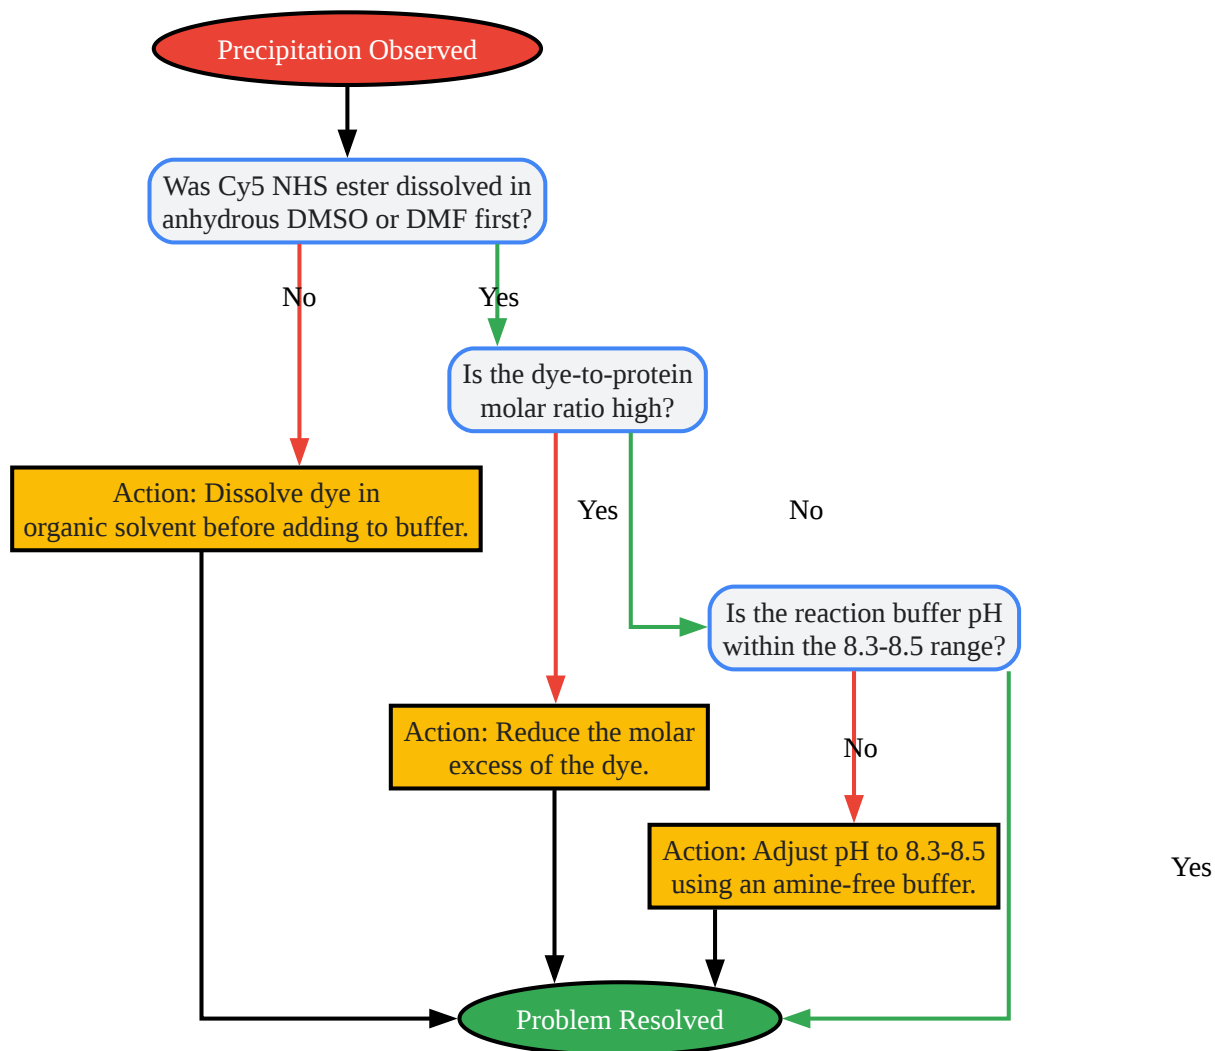 Precipitation Observed
Was Cy5 NHS ester dissolved in
anhydrous DMSO or DMF first?
No
Yes
Is the dye-to-protein
molar ratio high?
Action: Dissolve dye in
organic solvent before adding to buffer.
Yes
No
Is the reaction buffer pH
within the 8.3-8.5 range?
Action: Reduce the molar
excess of the dye.
No
Action: Adjust pH to 8.3-8.5
using an amine-free buffer.
Yes
Problem Resolved